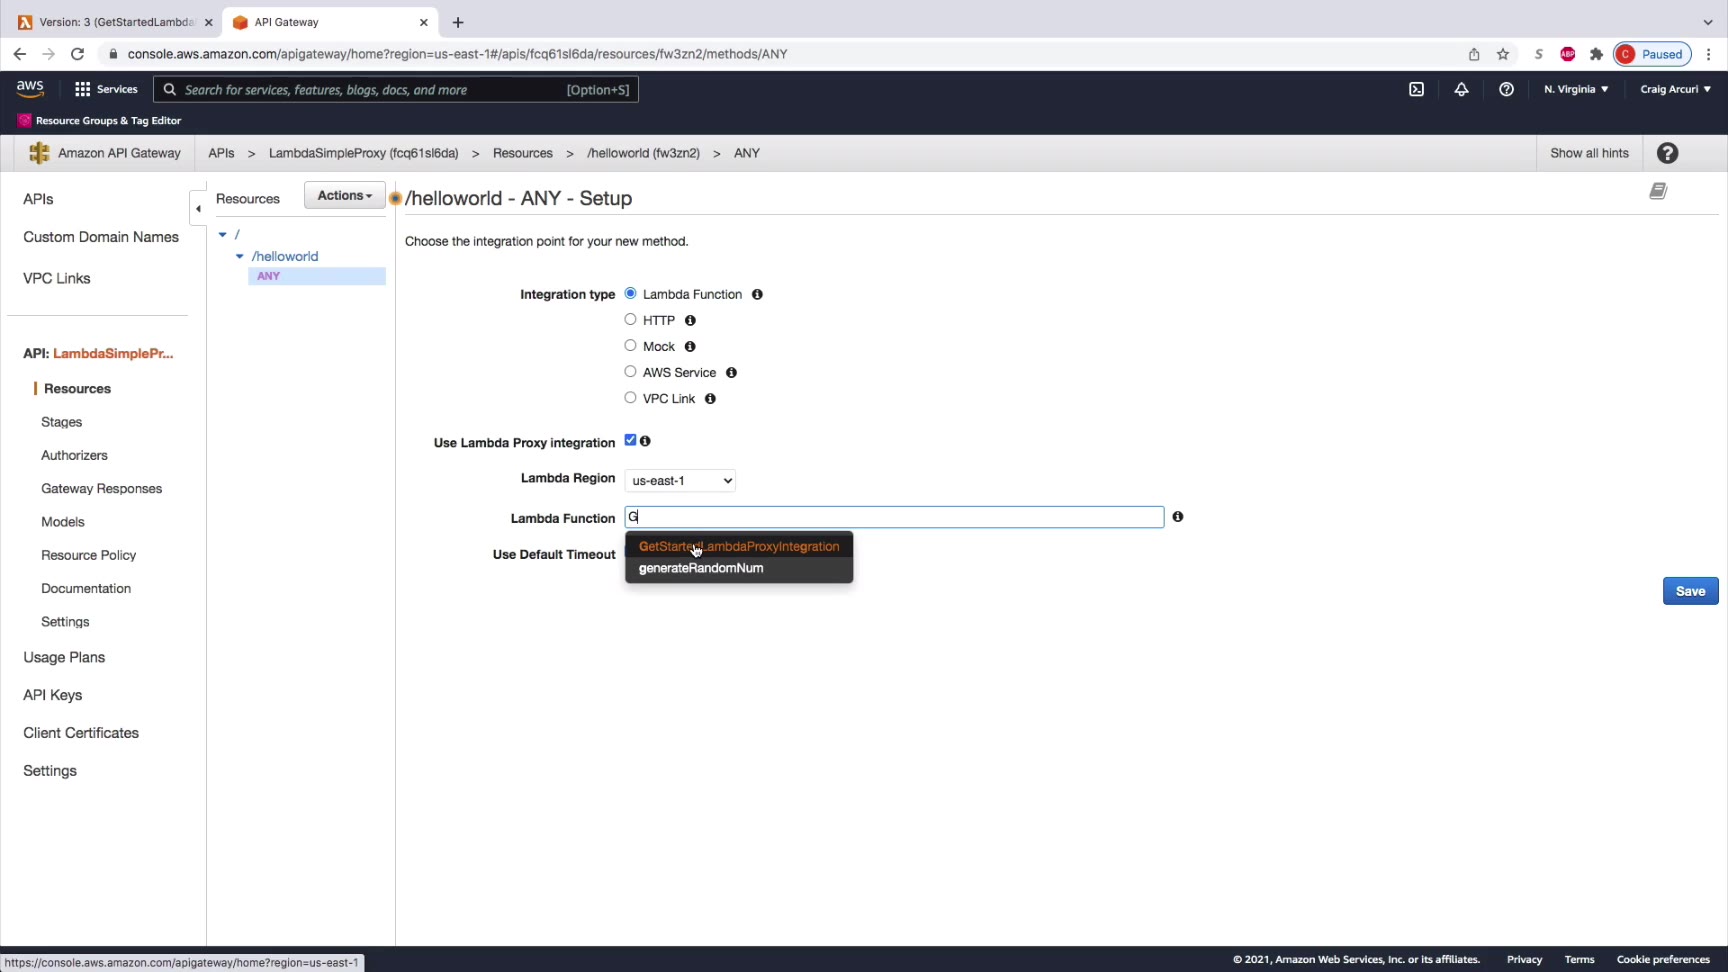 Version: 3 (GetStartedLambda
API Gateway
console.aws.amazon.com/apigateway/home?region=us-east-1#/apis/fcq61sl6da/resources/fw3zn2/methods/ANY
S
ABP
C Paused
aws
Services
Search for services, features, blogs, docs, and more [Option+S]
N. Virginia
Craig Arcuri
Resource Groups & Tag Editor
Amazon API Gateway
APIs > LambdaSimpleProxy (fcq61sl6da) > Resources > /helloworld (fw3zn2) > ANY
Show all hints
APIs
Custom Domain Names
VPC Links
API: LambdaSimplePr...
Resources
Stages
Authorizers
Gateway Responses
Models
Resource Policy
Documentation
Settings
Usage Plans
API Keys
Client Certificates
Settings
Resources
Actions
/
/helloworld
ANY
/helloworld - ANY - Setup
Choose the integration point for your new method.
Integration type
Lambda Function
HTTP
Mock
AWS Service
VPC Link
Use Lambda Proxy integration
Lambda Region us-east-1
Lambda Function G
GetStartedLambdaProxyIntegration
generateRandomNum
Use Default Timeout
Save
https://console.aws.amazon.com/apigateway/home?region=us-east-1
© 2021, Amazon Web Services, Inc. or its affiliates.
Privacy
Terms
Cookie preferences